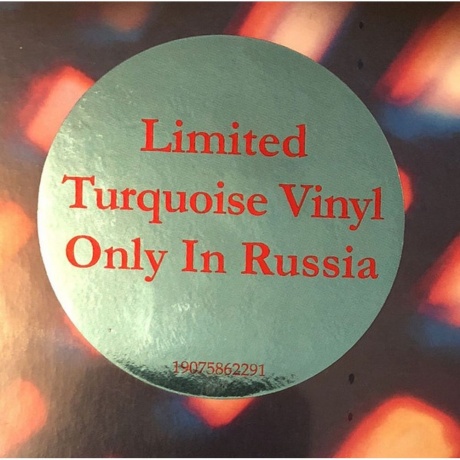 Limited
Turquoise Vinyl
Only In Russia
19075862291